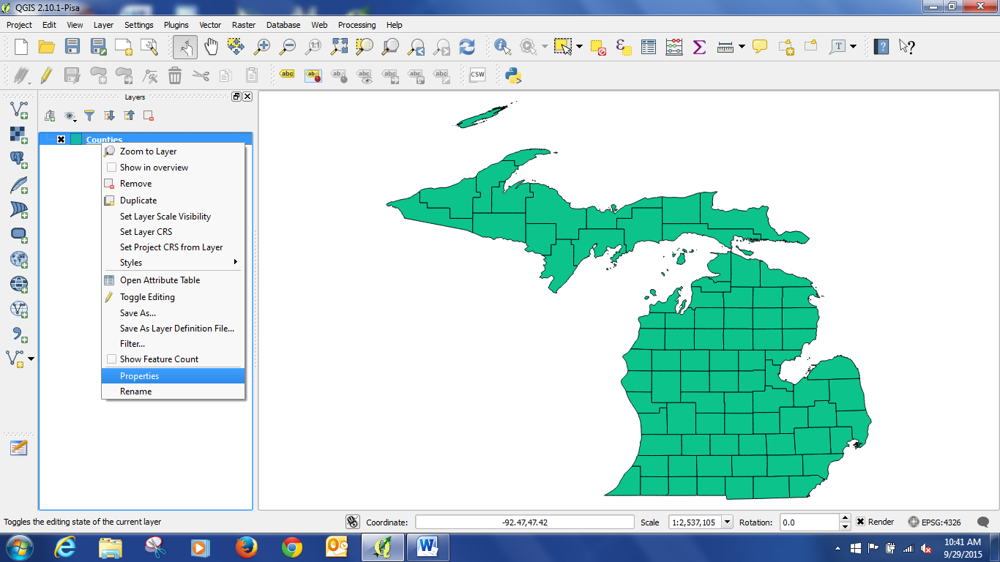 QGIS 2.10.1-Pisa
Project Edit View Layer Settings Plugins Vector Raster Database Web Processing Help
1:1 ε Σ T ? ?
abc ab abc abc abc abc abc CSW
Layers
Counties
Zoom to Layer
Show in overview
Remove
Duplicate
Set Layer Scale Visibility
Set Layer CRS
Set Project CRS from Layer
Styles
Open Attribute Table
Toggle Editing
Save As...
Save As Layer Definition File...
Filter...
Show Feature Count
Properties
Rename
Toggles the editing state of the current layer Coordinate: -92.47,47.42 Scale 1:2,537,105 Rotation: 0.0 Render EPSG:4326
10:41 AM
9/29/2015